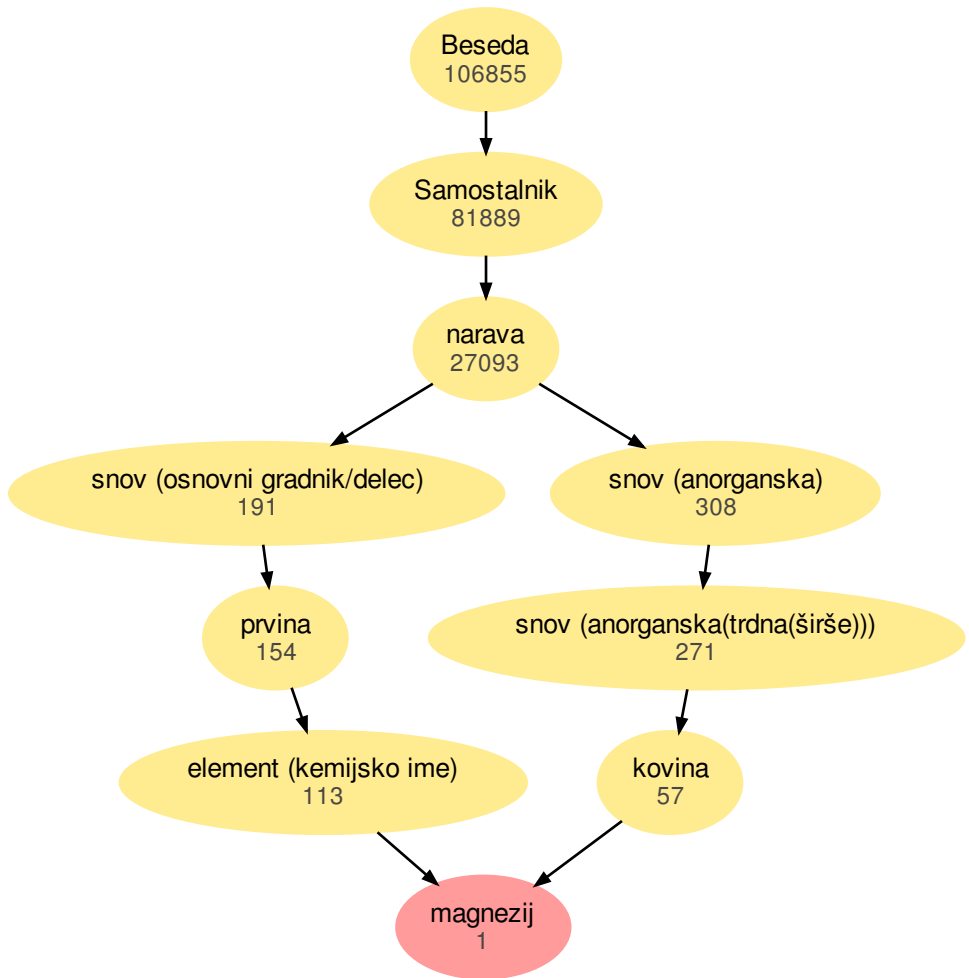 Beseda
106855
Samostalnik
81889
narava
27093
snov (osnovni gradnik/delec)
191
snov (anorganska)
308
prvina
154
snov (anorganska(trdna(širše)))
271
element (kemijsko ime)
113
kovina
57
magnezij
1